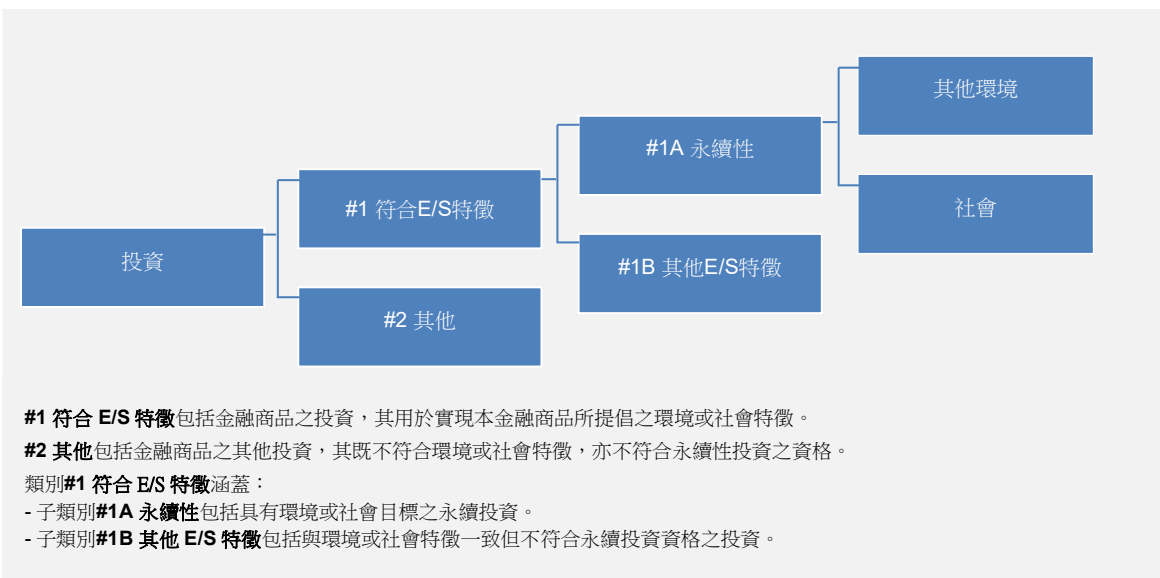 其他環境
#1A 永續性
#1 符合E/S特徵
社會
投資
#1B 其他E/S特徵
#2 其他
#1 符合 E/S 特徵包括金融商品之投資，其用於實現本金融商品所提倡之環境或社會特徵。
#2 其他包括金融商品之其他投資，其既不符合環境或社會特徵，亦不符合永續性投資之資格。
類別#1 符合 E/S 特徵涵蓋：
- 子類別#1A 永續性包括具有環境或社會目標之永續投資。
- 子類別#1B 其他 E/S 特徵包括與環境或社會特徵一致但不符合永續投資資格之投資。